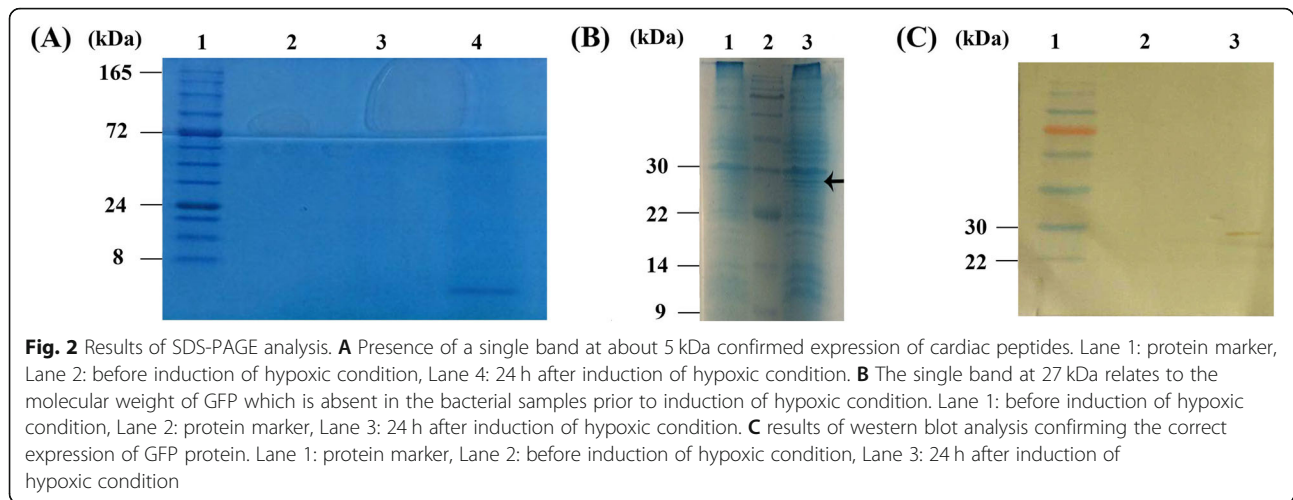 (A) (kDa) 1 2 3 4
165
72
24
8
(B) (kDa) 1 2 3
30
22
14
9
(C) (kDa) 1 2 3
30
22
Fig. 2 Results of SDS-PAGE analysis. A Presence of a single band at about 5 kDa confirmed expression of cardiac peptides. Lane 1: protein marker,
Lane 2: before induction of hypoxic condition, Lane 4: 24 h after induction of hypoxic condition. B The single band at 27 kDa relates to the
molecular weight of GFP which is absent in the bacterial samples prior to induction of hypoxic condition. Lane 1: before induction of hypoxic
condition, Lane 2: protein marker, Lane 3: 24 h after induction of hypoxic condition. C results of western blot analysis confirming the correct
expression of GFP protein. Lane 1: protein marker, Lane 2: before induction of hypoxic condition, Lane 3: 24 h after induction of
hypoxic condition